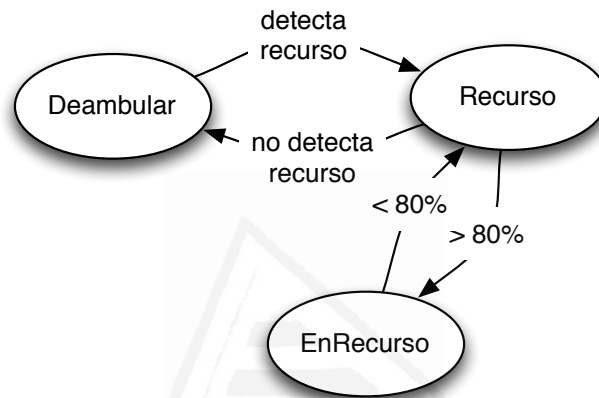 detecta
recurso
Deambular
Recurso
no detecta
recurso
< 80%
> 80%
EnRecurso